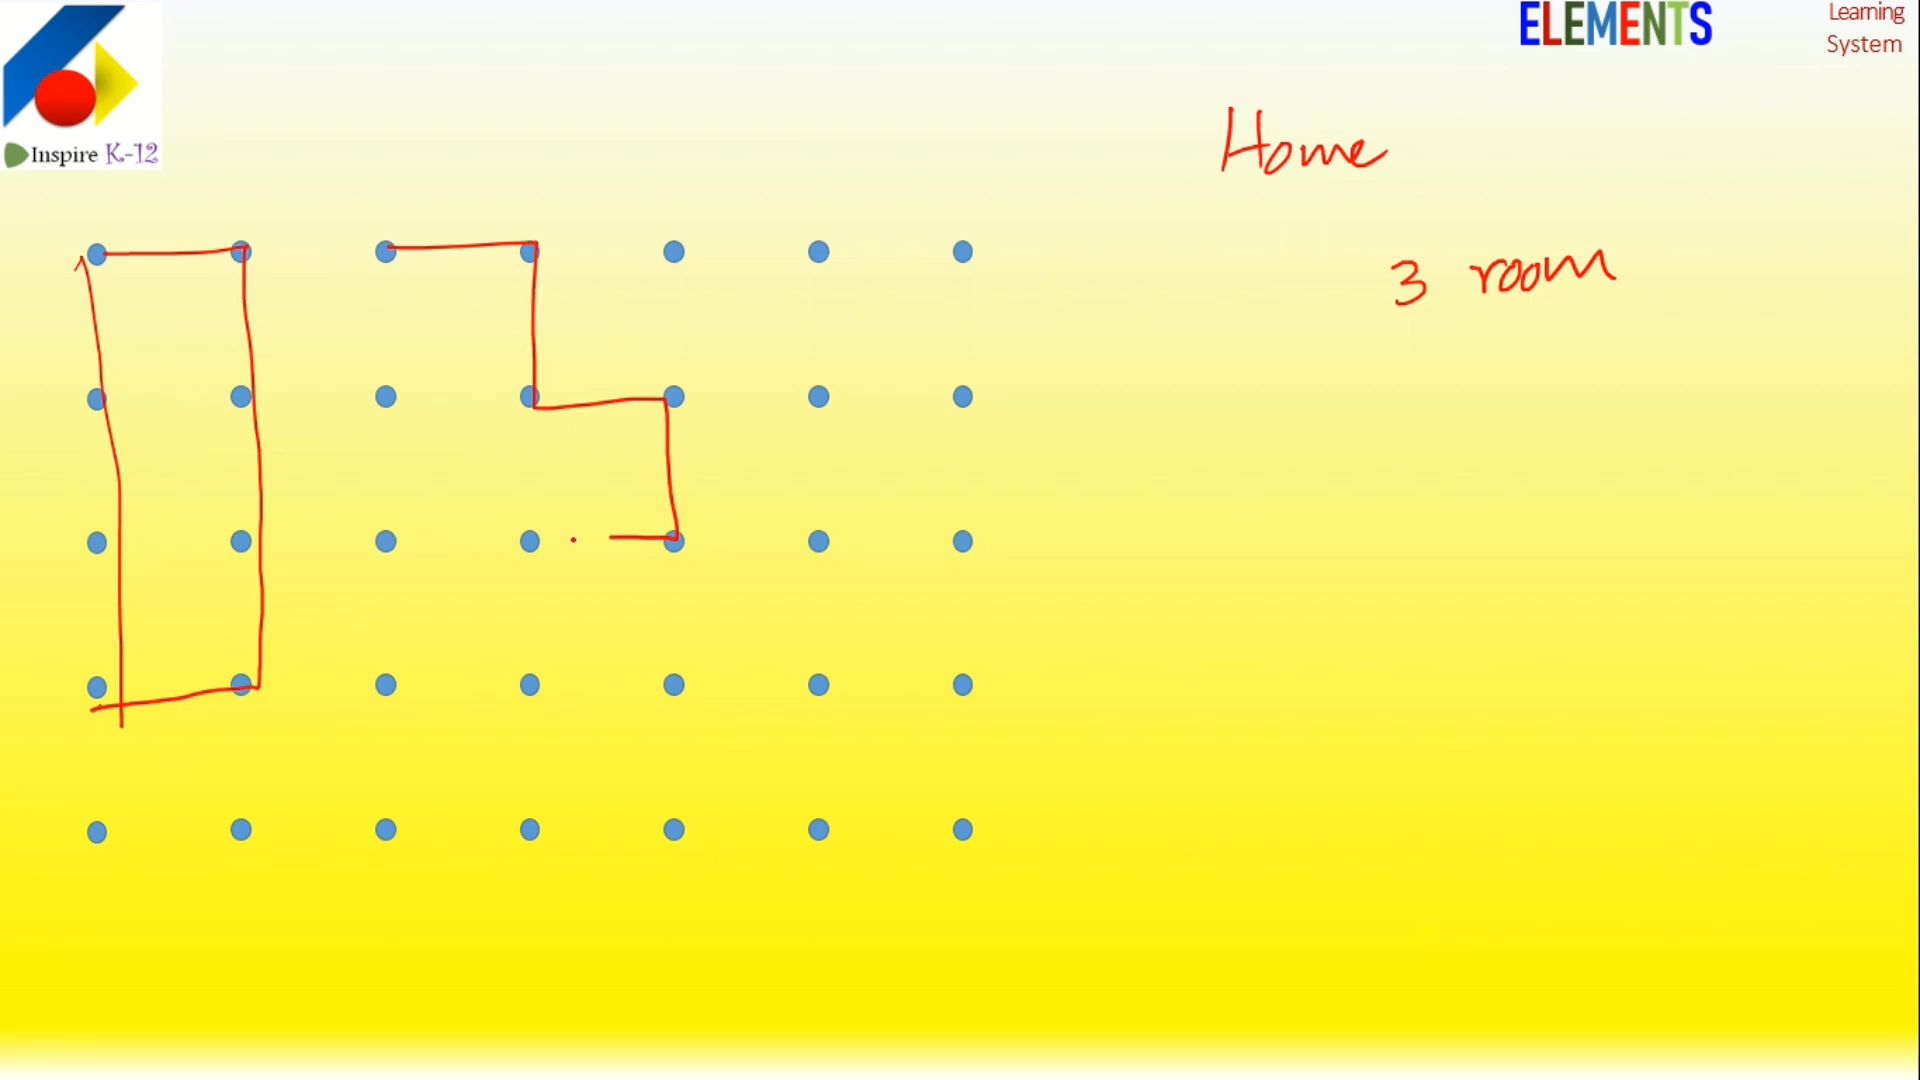 ELEMENTS
Learning
System
Inspire K-12
Home
3 room